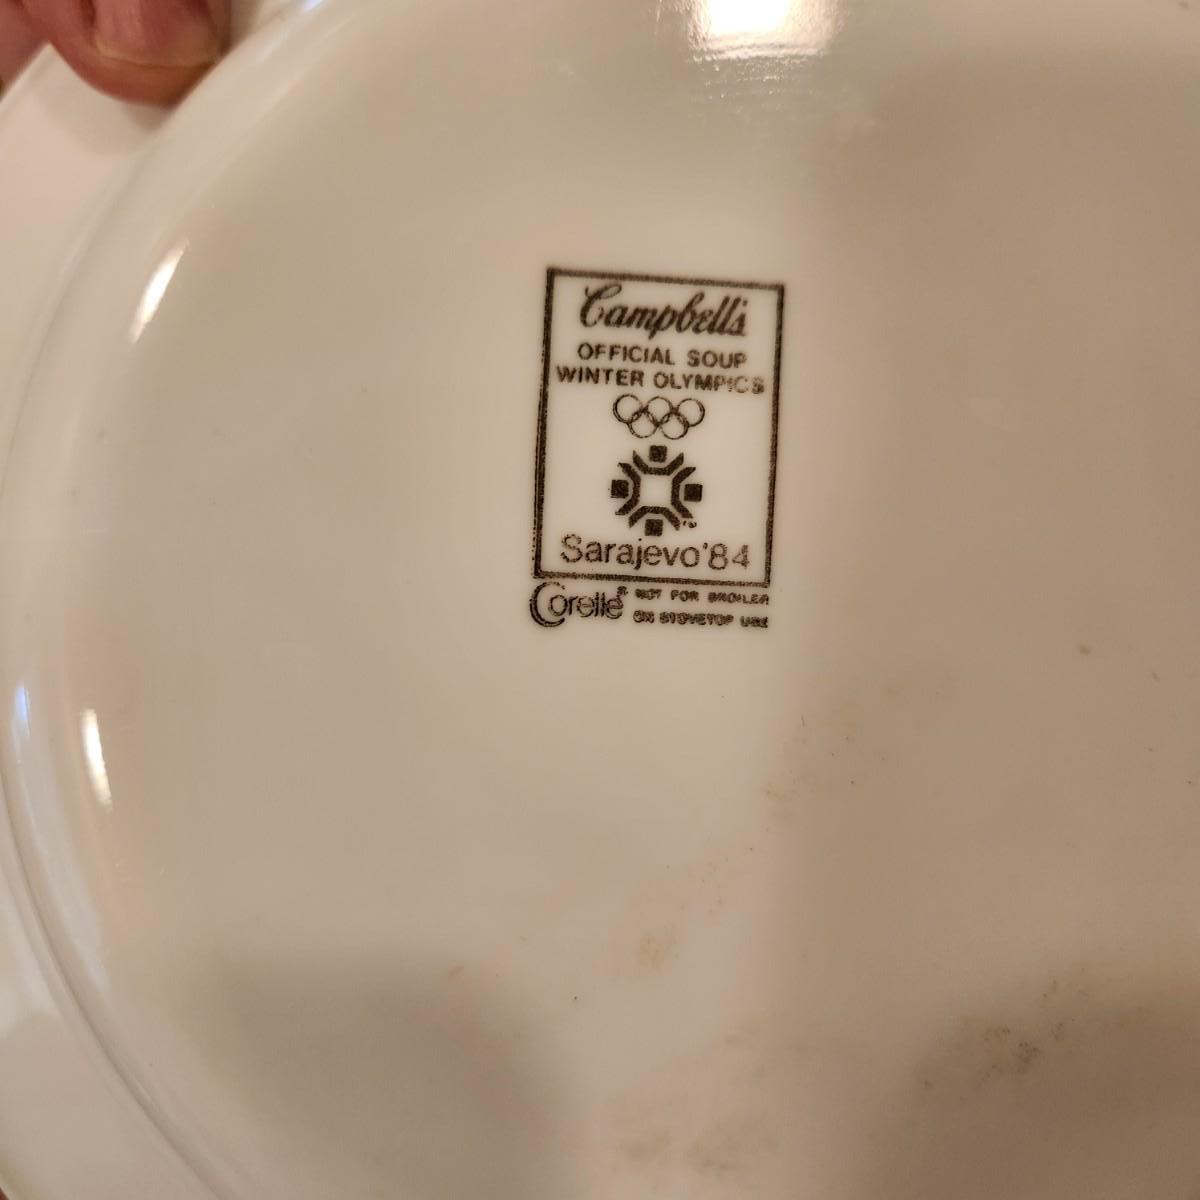 Campbell's
OFFICIAL SOUP
WINTER OLYMPICS
Sarajevo'84
Corelle® NOT FOR BROILER
OR STOVETOP USE